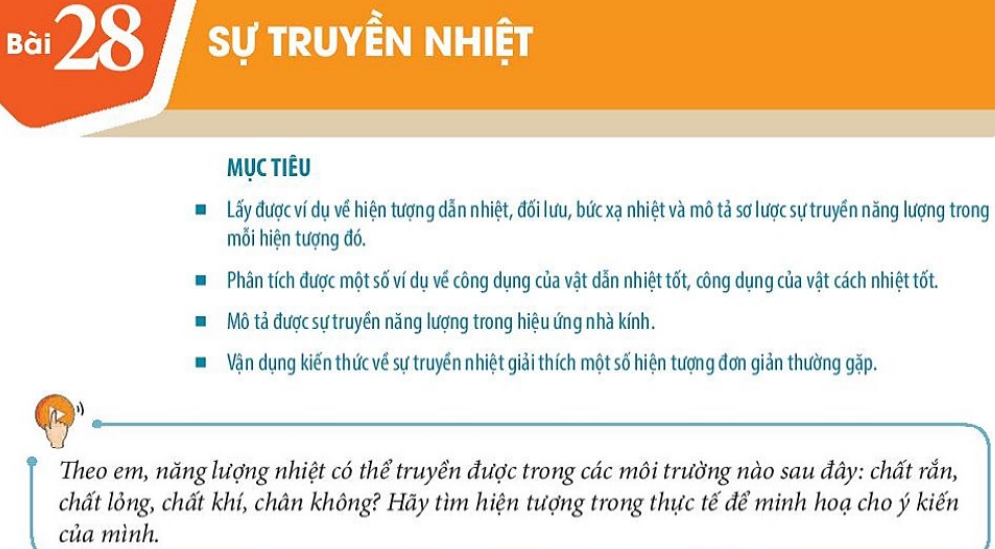 Bài 28 SỰ TRUYỀN NHIỆT
MỤC TIÊU
Lấy được ví dụ về hiện tượng dẫn nhiệt, đối lưu, bức xạ nhiệt và mô tả sơ lược sự truyền năng lượng trong
mỗi hiện tượng đó.
Phân tích được một số ví dụ về công dụng của vật dẫn nhiệt tốt, công dụng của vật cách nhiệt tốt.
Mô tả được sự truyền năng lượng trong hiệu ứng nhà kính.
Vận dụng kiến thức về sự truyền nhiệt giải thích một số hiện tượng đơn giản thường gặp.
Theo em, năng lượng nhiệt có thể truyền được trong các môi trường nào sau đây: chất rắn,
chất lỏng, chất khí, chân không? Hãy tìm hiện tượng trong thực tế để minh hoạ cho ý kiến
của mình.